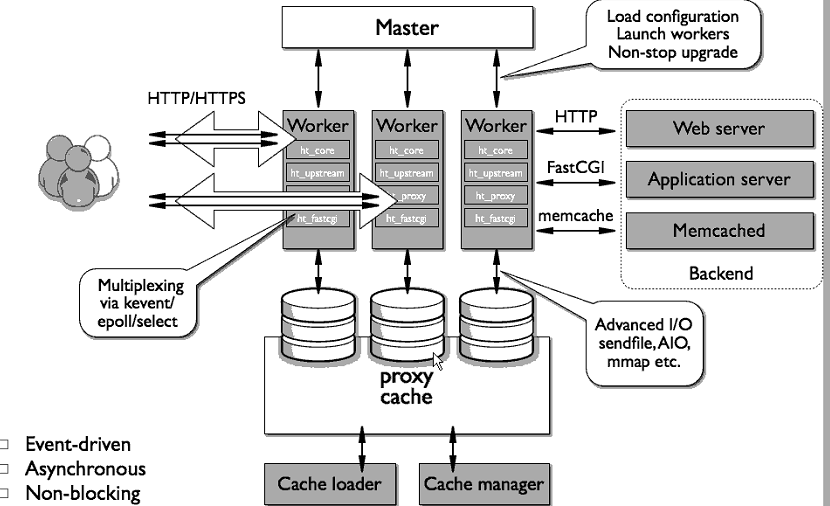 Master
Load configuration
Launch workers
Non-stop upgrade
HTTP/HTTPS
Worker
ht_core
ht_upstream
ht_fastcgi
Worker
ht_core
ht_upstream
_proxy
ht_fastcgi
Worker
ht_core
ht_upstream
ht_proxy
ht_fastcgi
HTTP
FastCGI
memcache
Web server
Application server
Memcached
Backend
Multiplexing
via kevent/
epoll/select
Advanced I/O
sendfile, AIO,
mmap etc.
proxy
cache
Cache loader
Cache manager
Event-driven
Asynchronous
Non-blocking